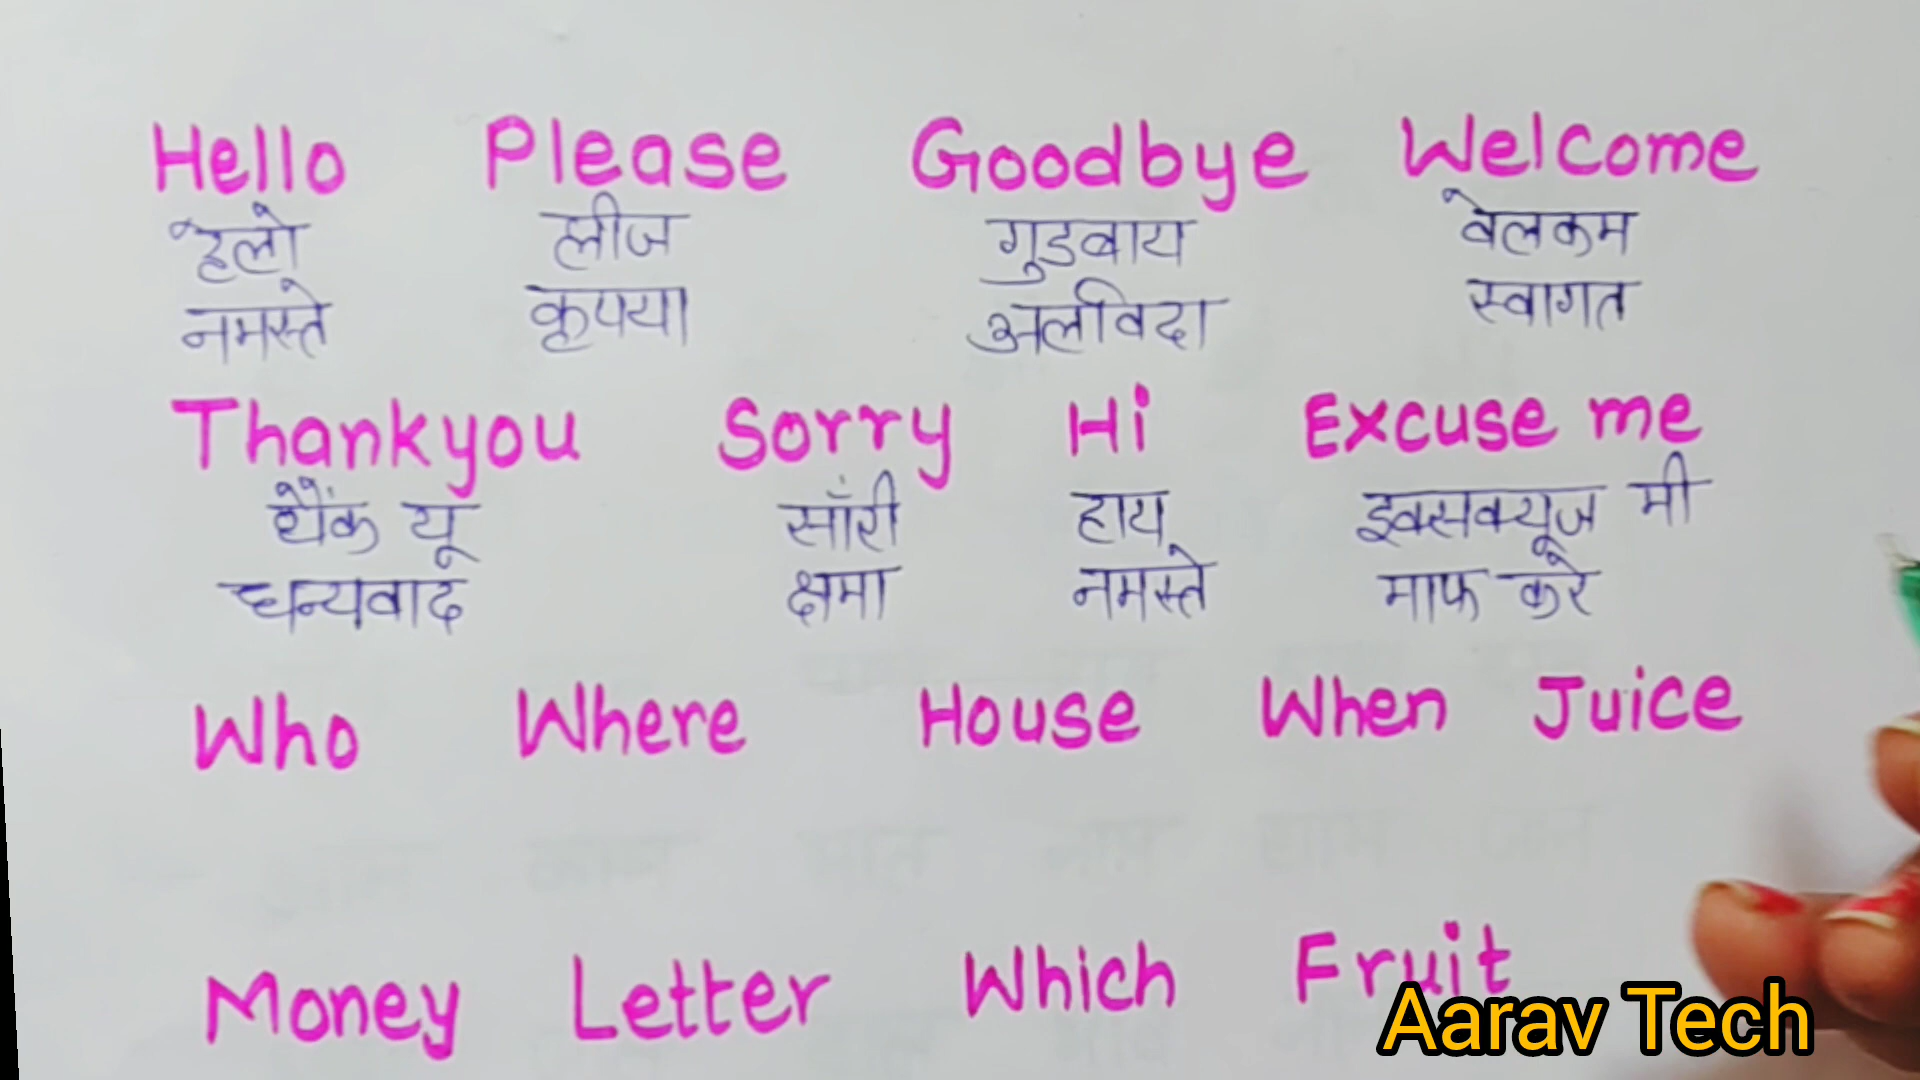 Hello Please Goodbye Welcome
हैलो लीज गुडबाय वेलकम
नमस्ते कृपया अलविदा स्वागत
Thankyou Sorry Hi Excuse me
थैंक यू सॉरी हाय इक्सक्यूज मी
धन्यवाद क्षमा नमस्ते माफ करे
Who Where House When Juice
Money Letter Which Fruit
Aarav Tech